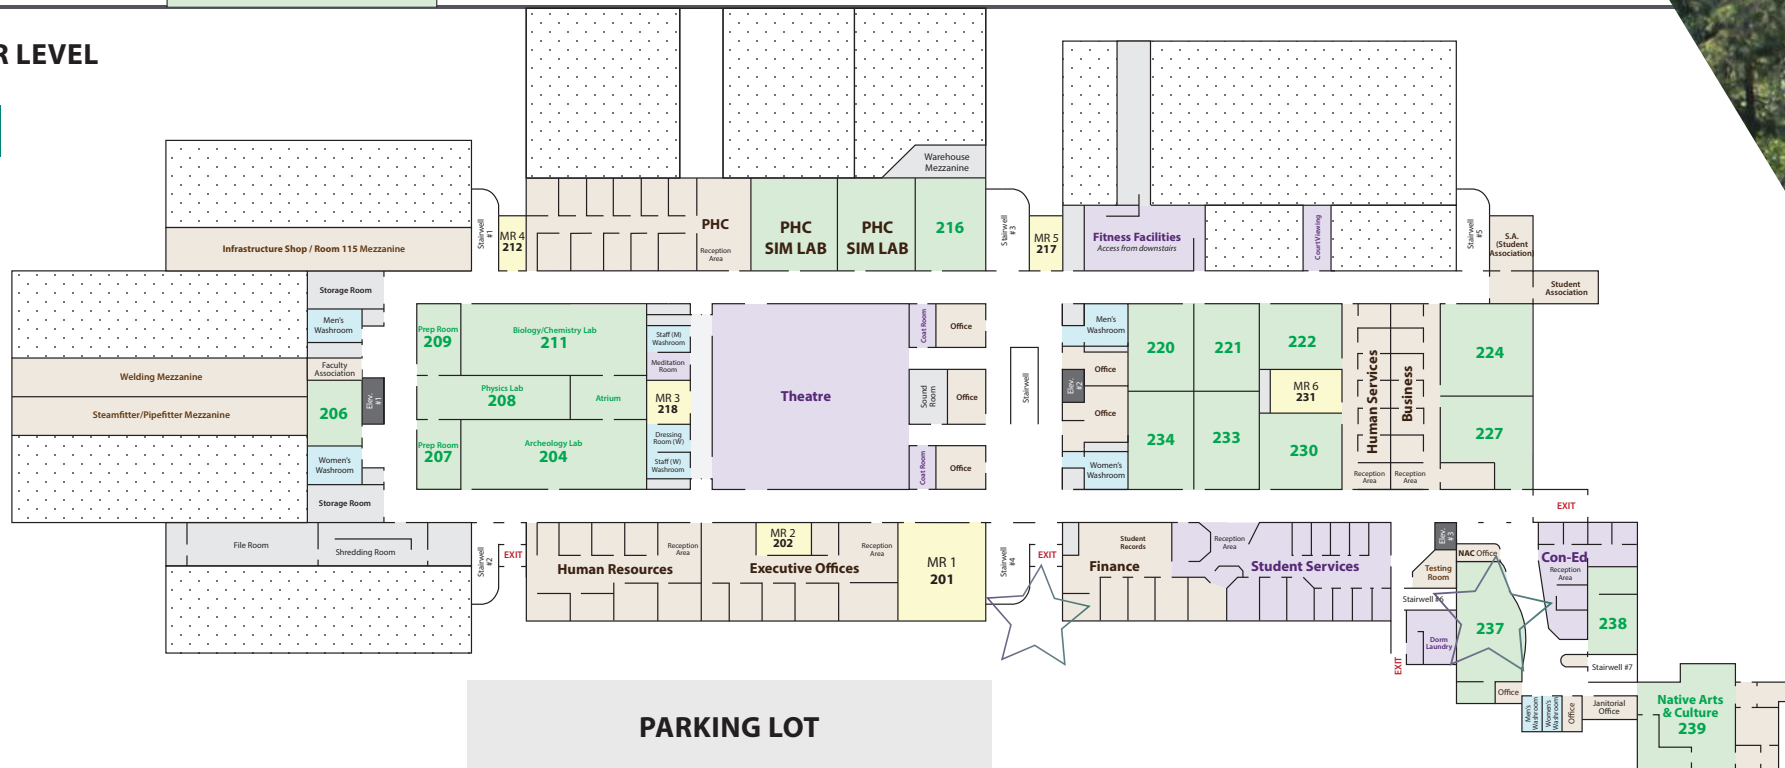 R LEVEL
Warehouse
Mezzanine
Stairwell
#1
MR 4
212
PHC
Reception
Area
PHC
SIM LAB
PHC
SIM LAB
216
Stairwell
#3
MR 5
217
Fitness Facilities
Access from downstairs
Court Viewing
Stairwell
#5
S.A.
(Student
Association)
Infrastructure Shop / Room 115 Mezzanine
Student
Association
Storage Room
Men's
Washroom
Faculty
Association
Welding Mezzanine
Steamfitter/Pipefitter Mezzanine
206
Elev.
#1
Women's
Washroom
Storage Room
Prep Room
209
Biology/Chemistry Lab
211
Physics Lab
208
Atrium
Prep Room
207
Archeology Lab
204
Staff (M)
Washroom
Meditation
Room
MR 3
218
Dressing
Room (W)
Staff (W)
Washroom
Theatre
Coat Room
Office
Sound
Room
Office
Coat Room
Office
Stairwell
Men's
Washroom
Office
Elev.
#2
Office
Women's
Washroom
220
221
222
MR 6
231
234
233
230
Human Services
Reception
Area
Business
Reception
Area
224
227
EXIT
File Room
Shredding Room
Stairwell
#2
EXIT
Human Resources
Reception
Area
MR 2
202
Executive Offices
Reception
Area
MR 1
201
Stairwell
#4
EXIT
Finance
Student
Records
Reception
Area
Student Services
Elev.
#3
NAC Office
Testing
Room
Stairwell #6
Dorm
Laundry
EXIT
237
Office
Con-Ed
Reception
Area
238
Stairwell #7
Men's
Washroom
Women's
Washroom
Office
Janitorial
Office
Native Arts
& Culture
239
PARKING LOT